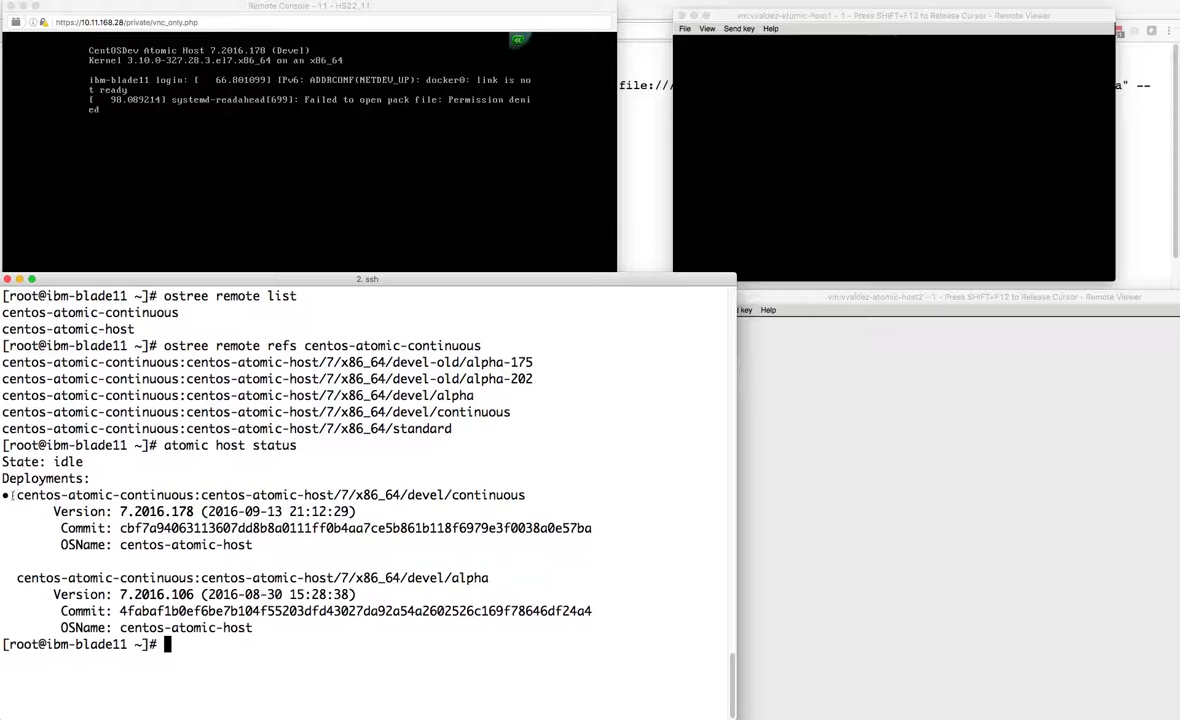 Remote Console - 11 - HS22_11
https://10.11.168.28/private/vnc_only.php
CentOSDev Atomic Host 7.2016.178 (Devel)
Kernel 3.10.0-327.28.3.el7.x86_64 on an x86_64
ibm-blade11 login: [   66.801099] IPv6: ADDRCONF(NETDEV_UP): docker0: link is no
t ready
[   98.089214] systemd-readahead[699]: Failed to open pack file: Permission deni
ed
vm:vvaldez-atomic-host1 - 1 - Press SHIFT+F12 to Release Cursor - Remote Viewer
File View Send key Help
file:// a" --
2. ssh
[root@ibm-blade11 ~]# ostree remote list
centos-atomic-continuous
centos-atomic-host
[root@ibm-blade11 ~]# ostree remote refs centos-atomic-continuous
centos-atomic-continuous:centos-atomic-host/7/x86_64/devel-old/alpha-175
centos-atomic-continuous:centos-atomic-host/7/x86_64/devel-old/alpha-202
centos-atomic-continuous:centos-atomic-host/7/x86_64/devel/alpha
centos-atomic-continuous:centos-atomic-host/7/x86_64/devel/continuous
centos-atomic-continuous:centos-atomic-host/7/x86_64/standard
[root@ibm-blade11 ~]# atomic host status
State: idle
Deployments:
● centos-atomic-continuous:centos-atomic-host/7/x86_64/devel/continuous
Version: 7.2016.178 (2016-09-13 21:12:29)
Commit: cbf7a94063113607dd8b8a0111ff0b4aa7ce5b861b118f6979e3f0038a0e57ba
OSName: centos-atomic-host
centos-atomic-continuous:centos-atomic-host/7/x86_64/devel/alpha
Version: 7.2016.106 (2016-08-30 15:28:38)
Commit: 4fabaf1b0ef6be7b104f55203dfd43027da92a54a2602526c169f78646df24a4
OSName: centos-atomic-host
[root@ibm-blade11 ~]#
vm:vvaldez-atomic-host2 - 1 - Press SHIFT+F12 to Release Cursor - Remote Viewer
d key Help